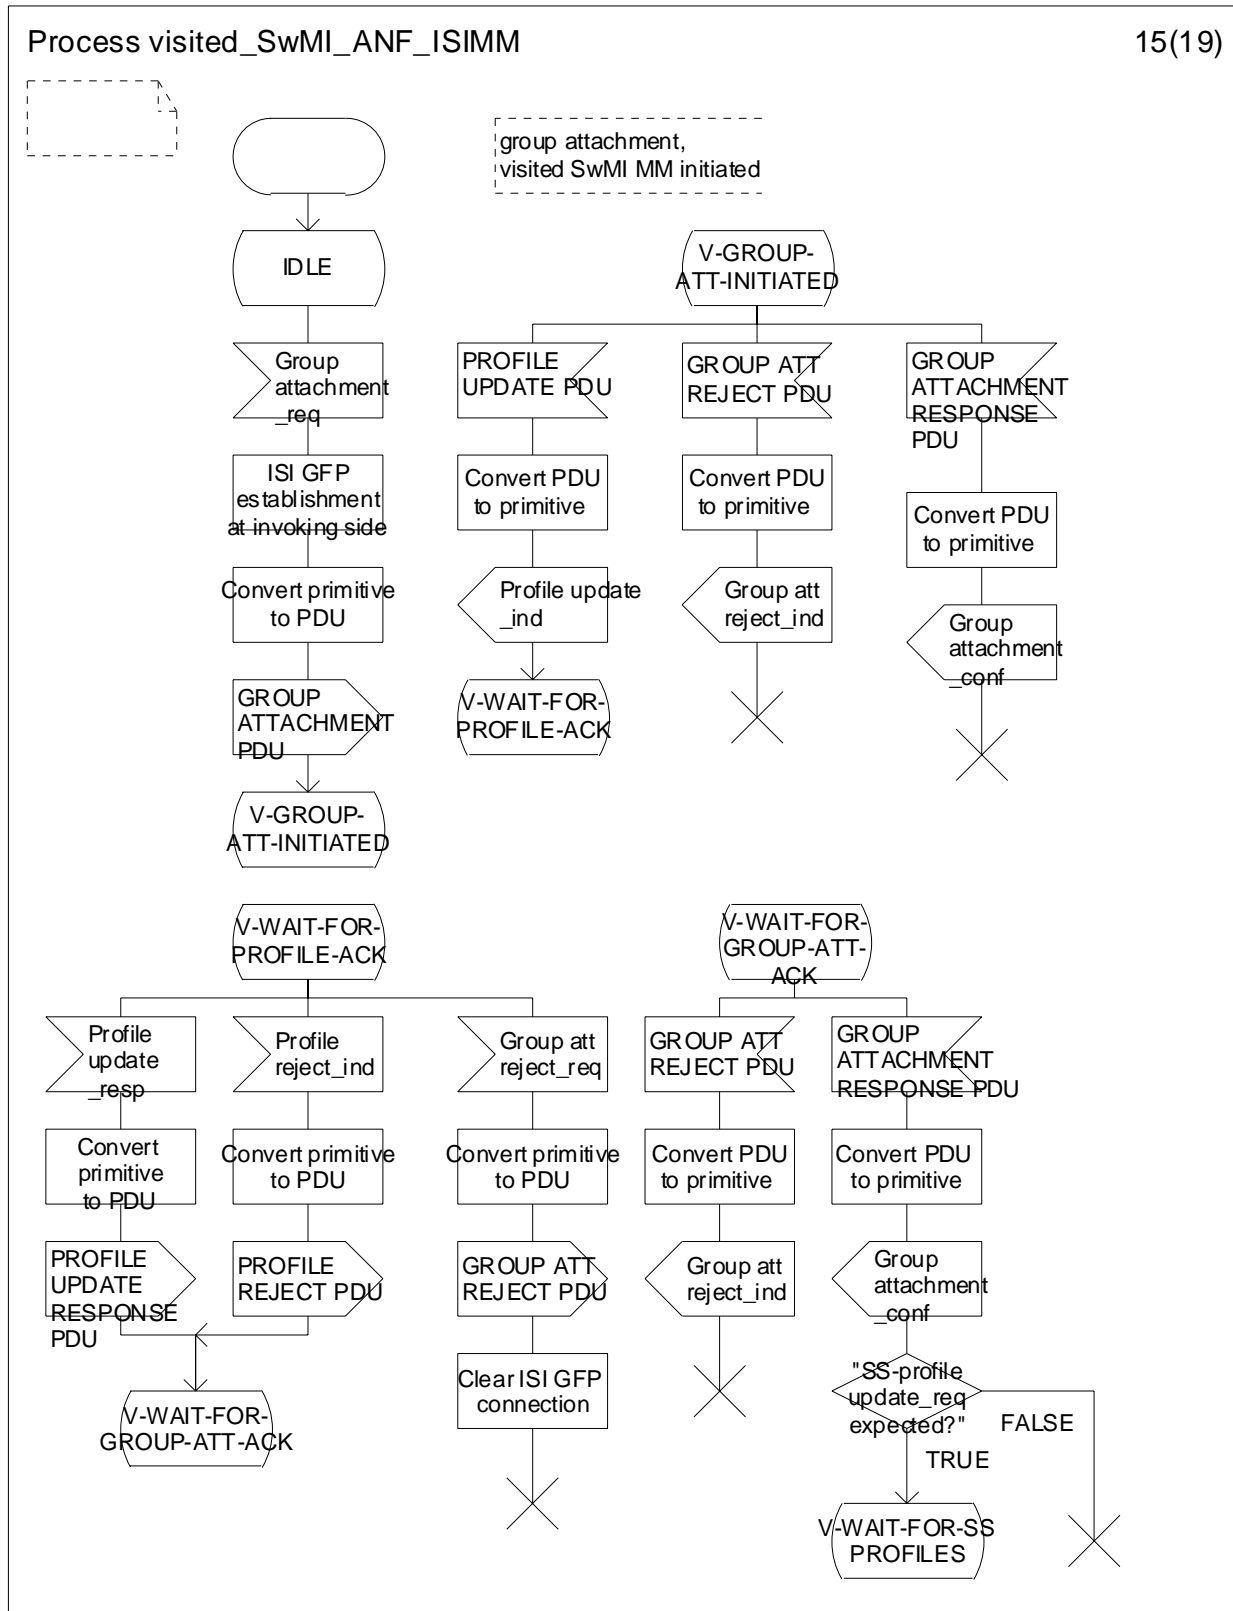 Process visited_SwMI_ANF_ISIMM
15(19)
group attachment,
visited SwMI MM initiated
IDLE
Group
attachment
_req
ISI GFP
establishment
at invoking side
Convert primitive
to PDU
GROUP
ATTACHMENT
PDU
V-GROUP-
ATT-INITIATED
V-GROUP-
ATT-INITIATED
PROFILE
UPDATE PDU
Convert PDU
to primitive
Profile update
_ind
V-WAIT-FOR-
PROFILE-ACK
GROUP ATT
REJECT PDU
Convert PDU
to primitive
Group att
reject_ind
GROUP
ATTACHMENT
RESPONSE
PDU
Convert PDU
to primitive
Group
attachment
_conf
V-WAIT-FOR-
PROFILE-ACK
Profile
update
_resp
Convert
primitive
to PDU
PROFILE
UPDATE
RESPONSE
PDU
Profile
reject_ind
Convert primitive
to PDU
PROFILE
REJECT PDU
V-WAIT-FOR-
GROUP-ATT-ACK
Group att
reject_req
Convert primitive
to PDU
GROUP ATT
REJECT PDU
Clear ISI GFP
connection
V-WAIT-FOR-
GROUP-ATT-
ACK
GROUP ATT
REJECT PDU
Convert PDU
to primitive
Group att
reject_ind
GROUP
ATTACHMENT
RESPONSE PDU
Convert PDU
to primitive
Group
attachment
_conf
"SS-profile
update_req
expected?"
FALSE
TRUE
V-WAIT-FOR-SS
PROFILES